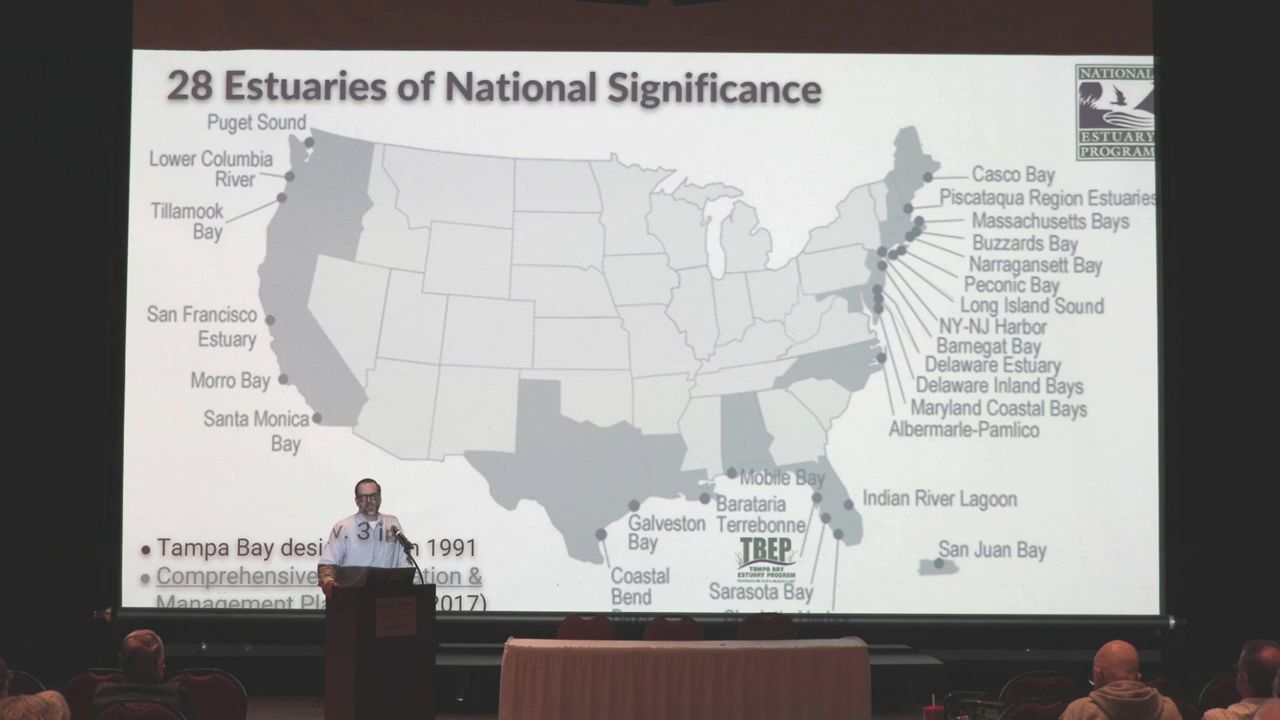 28 Estuaries of National Significance
NATIONAL
ESTUARY
PROGRAM
Puget Sound
Lower Columbia
River
Tillamook
Bay
San Francisco
Estuary
Morro Bay
Santa Monica
Bay
Casco Bay
Piscataqua Region Estuaries
Massachusetts Bays
Buzzards Bay
Narragansett Bay
Peconic Bay
Long Island Sound
NY-NJ Harbor
Barnegat Bay
Delaware Estuary
Delaware Inland Bays
Maryland Coastal Bays
Albermarle-Pamlico
Mobile Bay
Barataria
Terrebonne
Indian River Lagoon
Galveston
Bay
Coastal
Bend
San Juan Bay
TBEP
TAMPA BAY
ESTUARY PROGRAM
Sarasota Bay
Tampa Bay desi 1991
Comprehensive &
Management 2017)